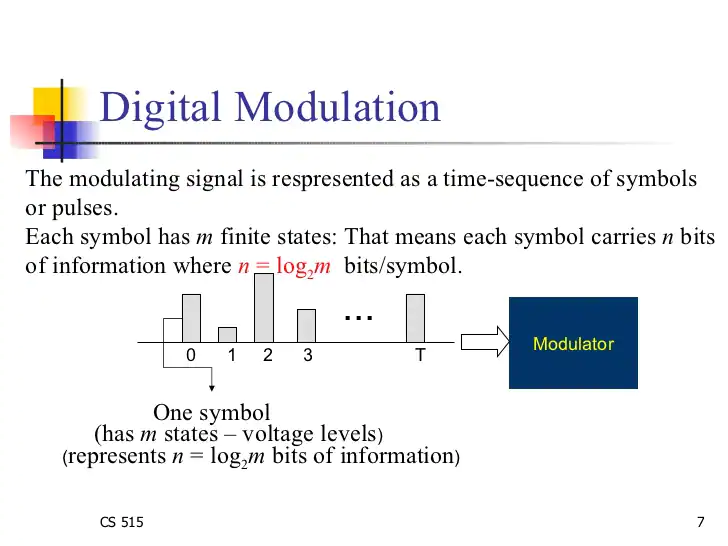 Digital Modulation
The modulating signal is respresented as a time-sequence of symbols
or pulses.
Each symbol has m finite states: That means each symbol carries n bits
of information where n = log₂m bits/symbol.
...
Modulator
0 1 2 3 T
One symbol
(has m states – voltage levels)
(represents n = log₂m bits of information)
CS 515
7